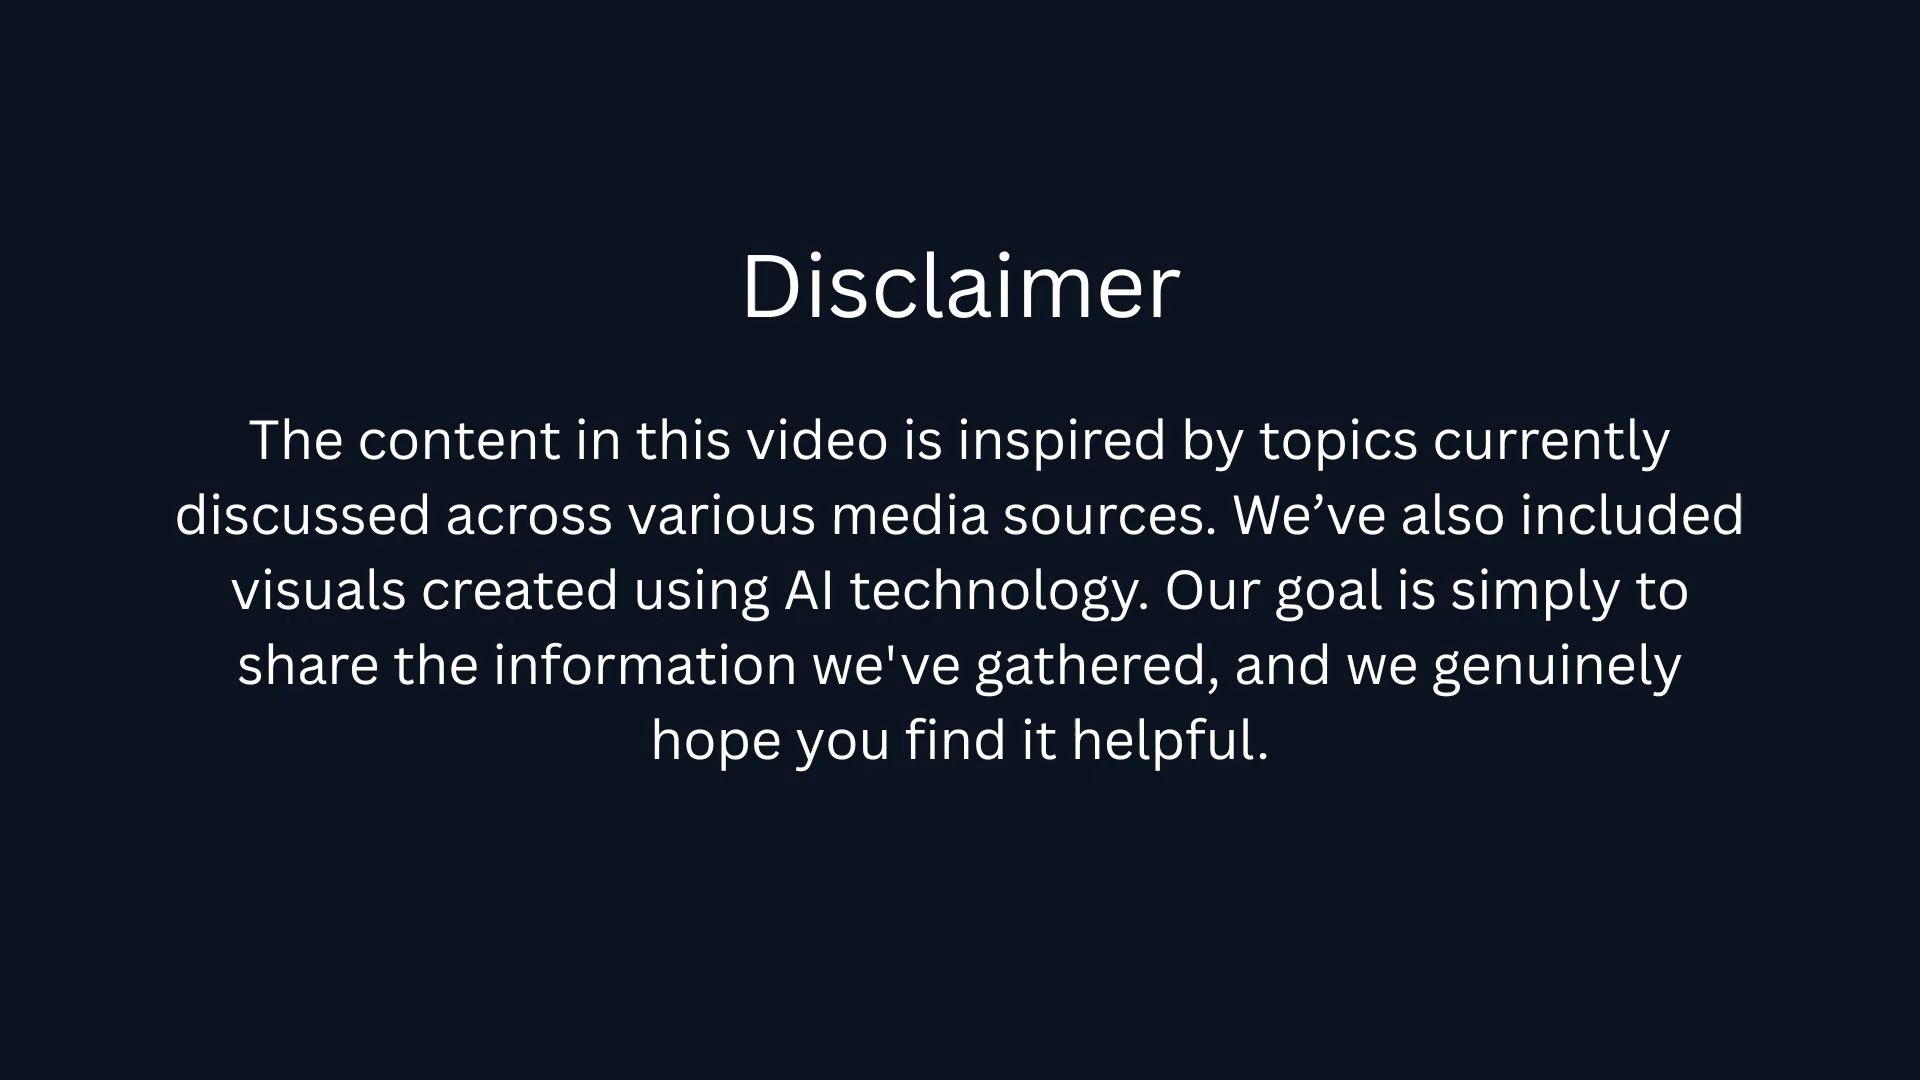 Disclaimer
The content in this video is inspired by topics currently
discussed across various media sources. We’ve also included
visuals created using AI technology. Our goal is simply to
share the information we've gathered, and we genuinely
hope you find it helpful.